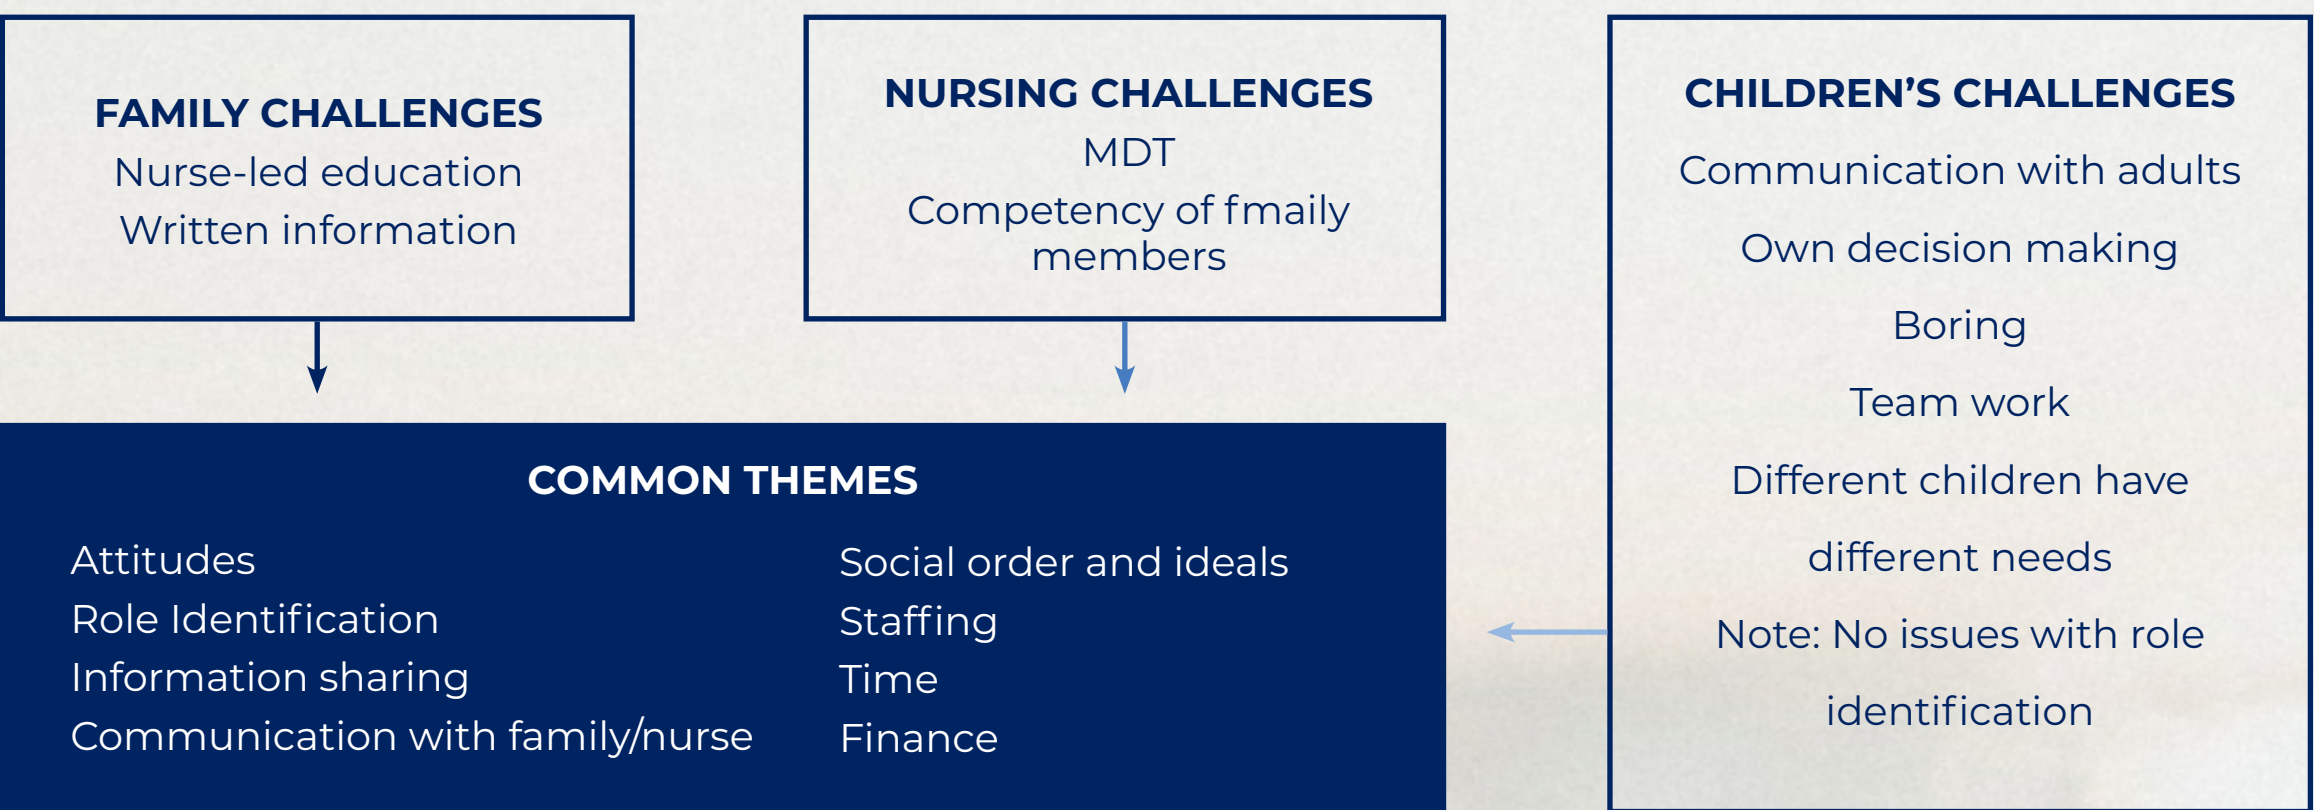 FAMILY CHALLENGES
Nurse-led education
Written information
NURSING CHALLENGES
MDT
Competency of fmaily
members
CHILDREN’S CHALLENGES
Communication with adults
Own decision making
Boring
Team work
Different children have
different needs
Note: No issues with role
identification
COMMON THEMES
Attitudes
Role Identification
Information sharing
Communication with family/nurse
Social order and ideals
Staffing
Time
Finance